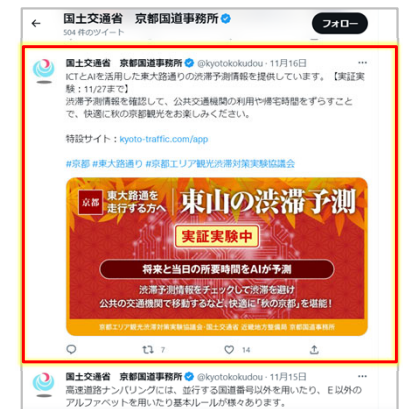 国土交通省 京都国道事務所
504 件のツイート
フォロー
国土交通省 京都国道事務所 @kyotokokudou · 11月16日
ICTとAIを活用した東大路通りの渋滞予測情報を提供しています。【実証実
験：11/27まで】
渋滞予測情報を確認して、公共交通機関の利用や帰宅時間をずらすこと
で、快適に秋の京都観光をお楽しみください。
特設サイト：kyoto-traffic.com/app
#京都 #東大路通り #京都エリア観光渋滞対策実験協議会
京都
東大路通を
走行する方へ
東山の渋滞予測
実証実験中
将来と当日の所要時間をAIが予測
渋滞予測情報をチェックして渋滞を避け
公共の交通機関で移動するなど、快適に「秋の京都」を堪能！
京都エリア観光渋滞対策実験協議会・国土交通省 近畿地方整備局 京都国道事務所
7
14
国土交通省 京都国道事務所 @kyotokokudou · 11月15日
高速道路ナンバリングには、並行する国道番号以外を用いたり、E以外の
アルファベットを用いたり基本ルールが様々あります。